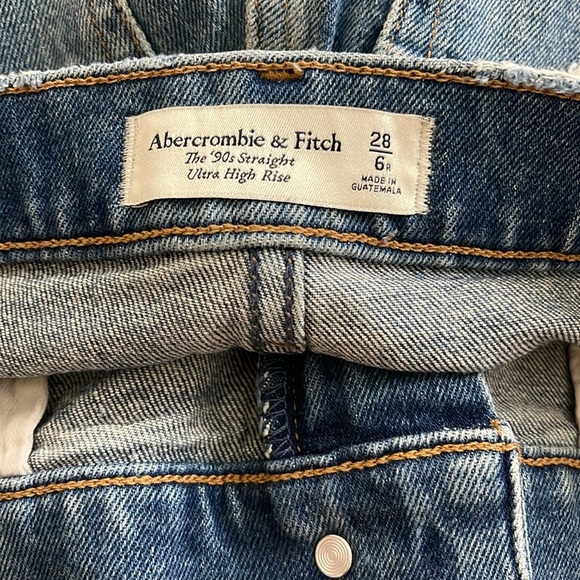 Abercrombie & Fitch
The '90s Straight
Ultra High Rise
28
6R
MADE IN
GUATEMALA